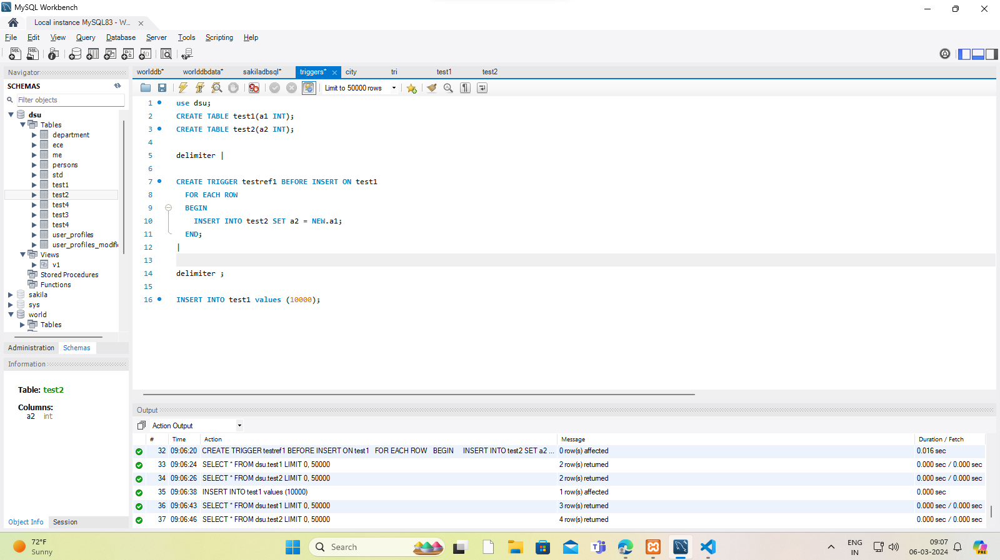 MySQL Workbench
Local instance MySQL83 - W...
File Edit View Query Database Server Tools Scripting Help
Navigator
SCHEMAS
Filter objects
dsu
Tables
department
ece
me
persons
std
test1
test2
test4
test3
test4
user_profiles
user_profiles_modifi
Views
v1
Stored Procedures
Functions
sakila
sys
world
Tables
Administration Schemas
Information
Table: test2
Columns:
a2 int
Object Info Session
worlddb* worlddbdata* sakiladbsql* triggers* city tri test1 test2
Limit to 50000 rows
1 use dsu;
2 CREATE TABLE test1(a1 INT);
3 CREATE TABLE test2(a2 INT);
4
5 delimiter |
6
7 CREATE TRIGGER testref1 BEFORE INSERT ON test1
8 FOR EACH ROW
9 BEGIN
10 INSERT INTO test2 SET a2 = NEW.a1;
11 END;
12 |
13
14 delimiter ;
15
16 INSERT INTO test1 values (10000);
Output
Action Output
# Time Action Message Duration / Fetch
32 09:06:20 CREATE TRIGGER testref1 BEFORE INSERT ON test1 FOR EACH ROW BEGIN INSERT INTO test2 SET a2 ... 0 row(s) affected 0.016 sec
33 09:06:24 SELECT * FROM dsu.test1 LIMIT 0, 50000 2 row(s) returned 0.000 sec / 0.000 sec
34 09:06:26 SELECT * FROM dsu.test2 LIMIT 0, 50000 2 row(s) returned 0.000 sec / 0.000 sec
35 09:06:38 INSERT INTO test1 values (10000) 1 row(s) affected 0.000 sec
36 09:06:43 SELECT * FROM dsu.test1 LIMIT 0, 50000 3 row(s) returned 0.000 sec / 0.000 sec
37 09:06:46 SELECT * FROM dsu.test2 LIMIT 0, 50000 4 row(s) returned 0.000 sec / 0.000 sec
72°F
Sunny
Search
ENG
IN
09:07
06-03-2024
PRE